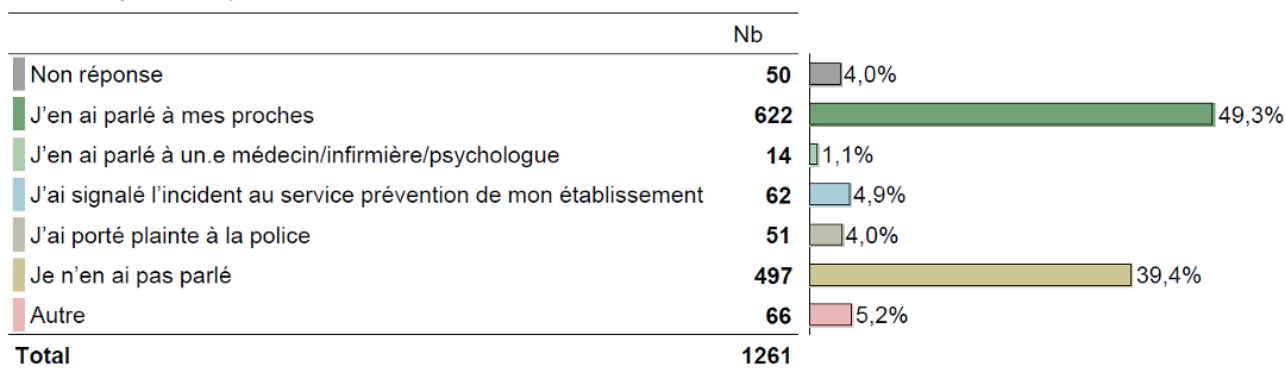 Nb
Non réponse 50 4,0%
J’en ai parlé à mes proches 622 49,3%
J’en ai parlé à un.e médecin/infirmière/psychologue 14 1,1%
J’ai signalé l’incident au service prévention de mon établissement 62 4,9%
J’ai porté plainte à la police 51 4,0%
Je n’en ai pas parlé 497 39,4%
Autre 66 5,2%
Total 1261